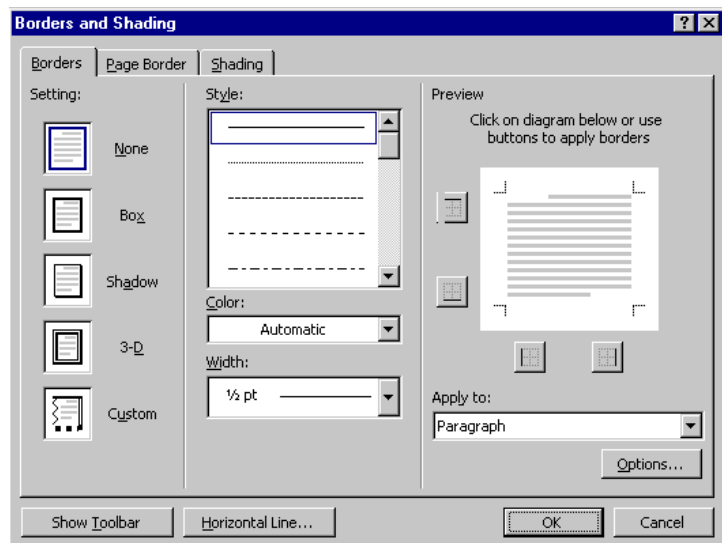 Borders and Shading
Borders
Page Border
Shading
Setting:
None
Box
Shadow
3-D
Custom
Style:
Color:
Automatic
Width:
½ pt
Preview
Click on diagram below or use
buttons to apply borders
Apply to:
Paragraph
Options...
Show Toolbar
Horizontal Line...
OK
Cancel